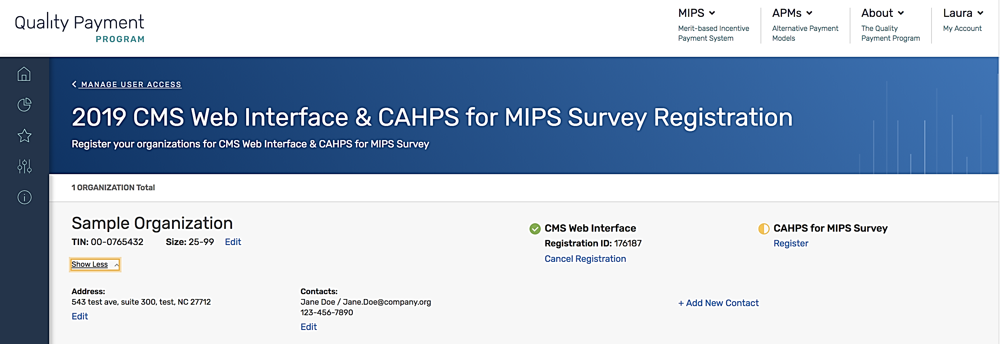 Quality Payment
PROGRAM
MIPS
Merit-based Incentive
Payment System
APMs
Alternative Payment
Models
About
The Quality
Payment Program
Laura
My Account
MANAGE USER ACCESS
2019 CMS Web Interface & CAHPS for MIPS Survey Registration
Register your organizations for CMS Web Interface & CAHPS for MIPS Survey
1 ORGANIZATION Total
Sample Organization
TIN: 00-0765432 Size: 25-99 Edit
Show Less
CMS Web Interface
Registration ID: 176187
Cancel Registration
CAHPS for MIPS Survey
Register
Address:
543 test ave, suite 300, test, NC 27712
Edit
Contacts:
Jane Doe / Jane.Doe@company.org
123-456-7890
Edit
+ Add New Contact